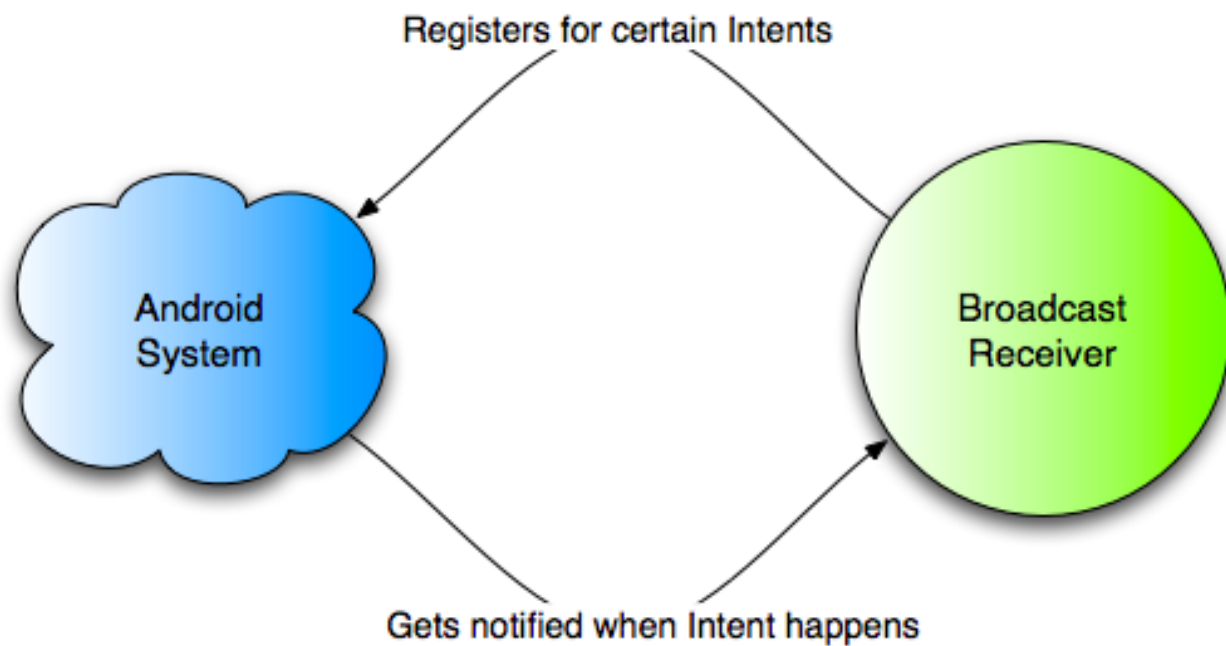 Registers for certain Intents
Android
System
Broadcast
Receiver
Gets notified when Intent happens